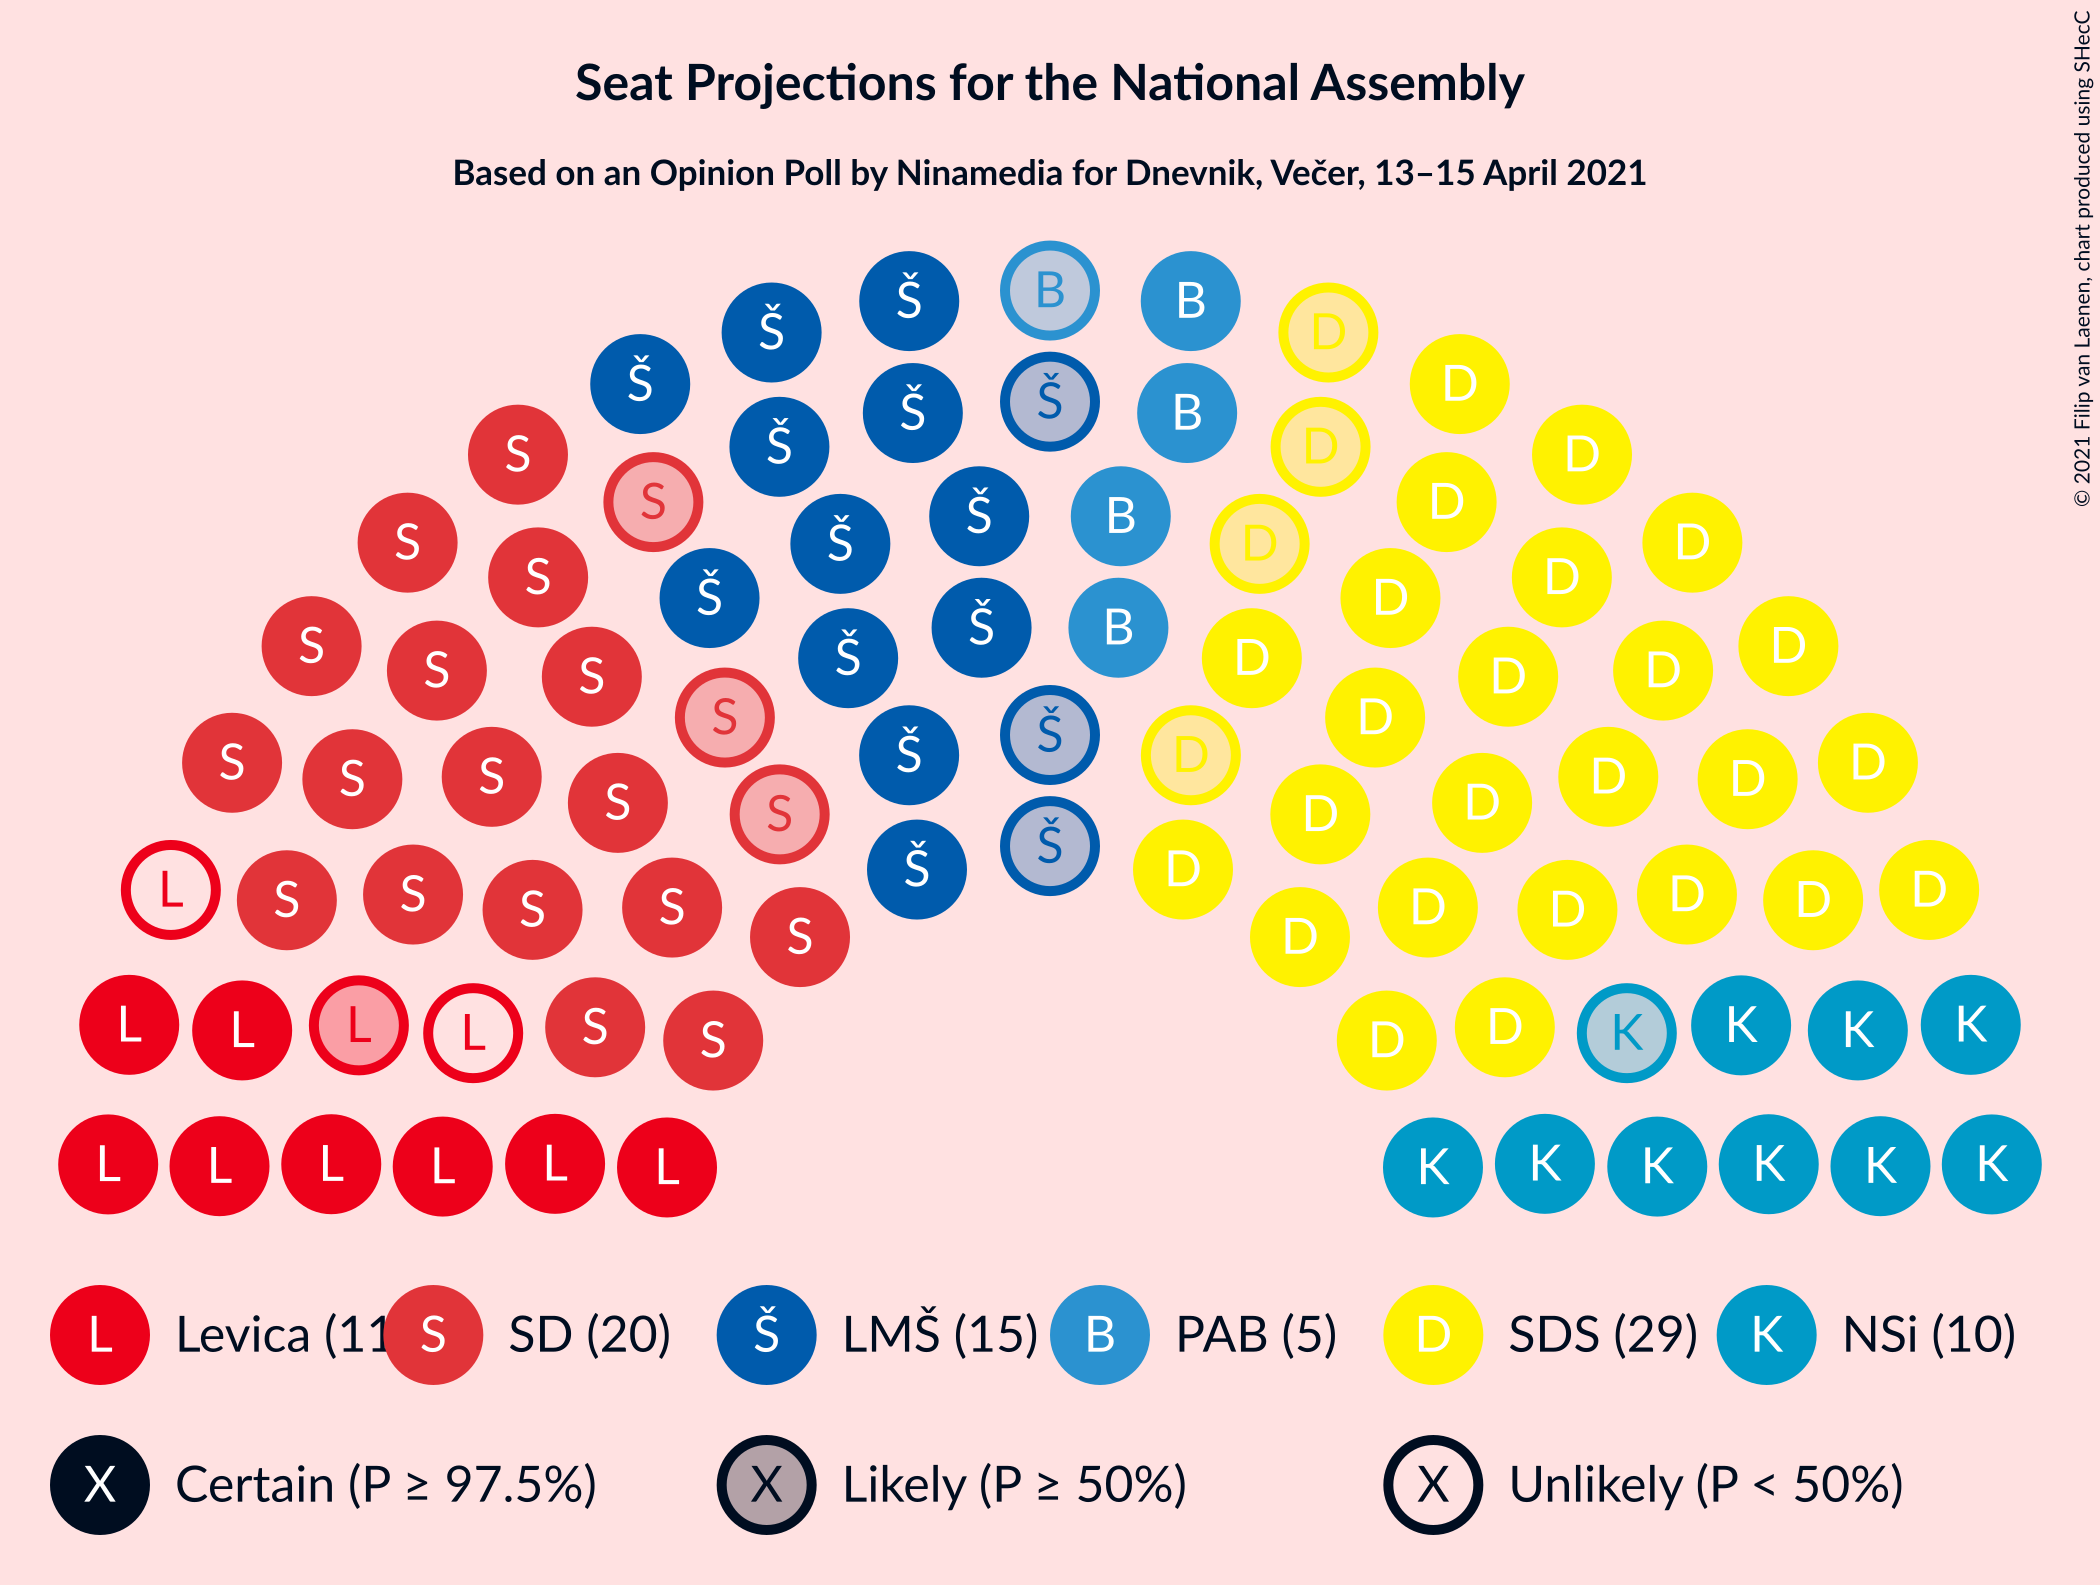 Seat Projections for the National Assembly
Based on an Opinion Poll by Ninamedia for Dnevnik, Večer, 13–15 April 2021
© 2021 Filip van Laenen, chart produced using SHecC
B
Š Š B D
Š Š D
Š Š B D
S Š B D D
S Š Š B D D
S S Š D D D
S S Š Š B D D D
S S S Š D D D D
S S S S Š Š D D D D D D
S S S S Š D D D D D
L S S S S S Š Š D D D D D D D
L L L L S S D D K K K K
L L L L L L K K K K K K
L Levica (11 S SD (20) Š LMŠ (15) B PAB (5) D SDS (29) K NSi (10)
X Certain (P ≥ 97.5%) X Likely (P ≥ 50%) X Unlikely (P < 50%)